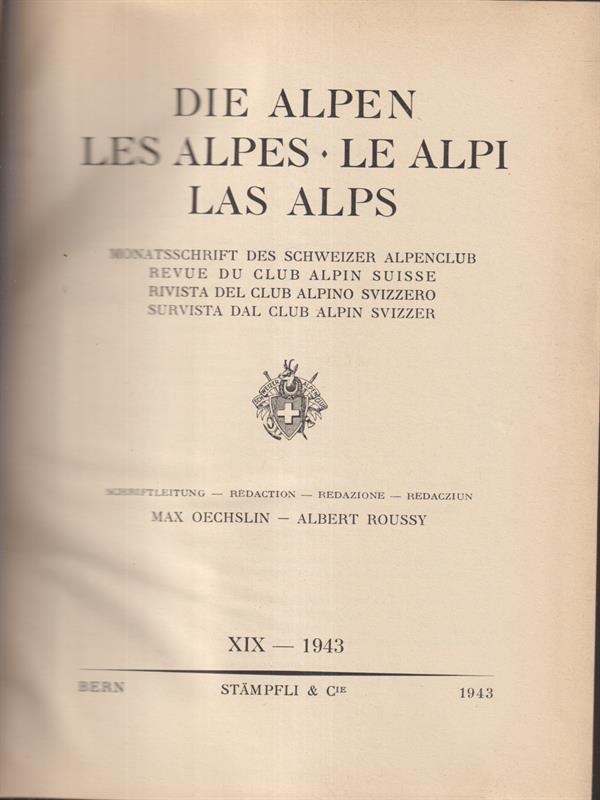 DIE ALPEN
LES ALPES · LE ALPI
LAS ALPS
MONATSSCHRIFT DES SCHWEIZER ALPENCLUB
REVUE DU CLUB ALPIN SUISSE
RIVISTA DEL CLUB ALPINO SVIZZERO
SURVISTA DAL CLUB ALPIN SVIZZER
SCHWEIZER ALPENCLUB
SCHRIFTLEITUNG — RÉDACTION — REDAZIONE — REDACZIUN
MAX OECHSLIN — ALBERT ROUSSY
XIX — 1943
BERN STÄMPFLI & CIE 1943